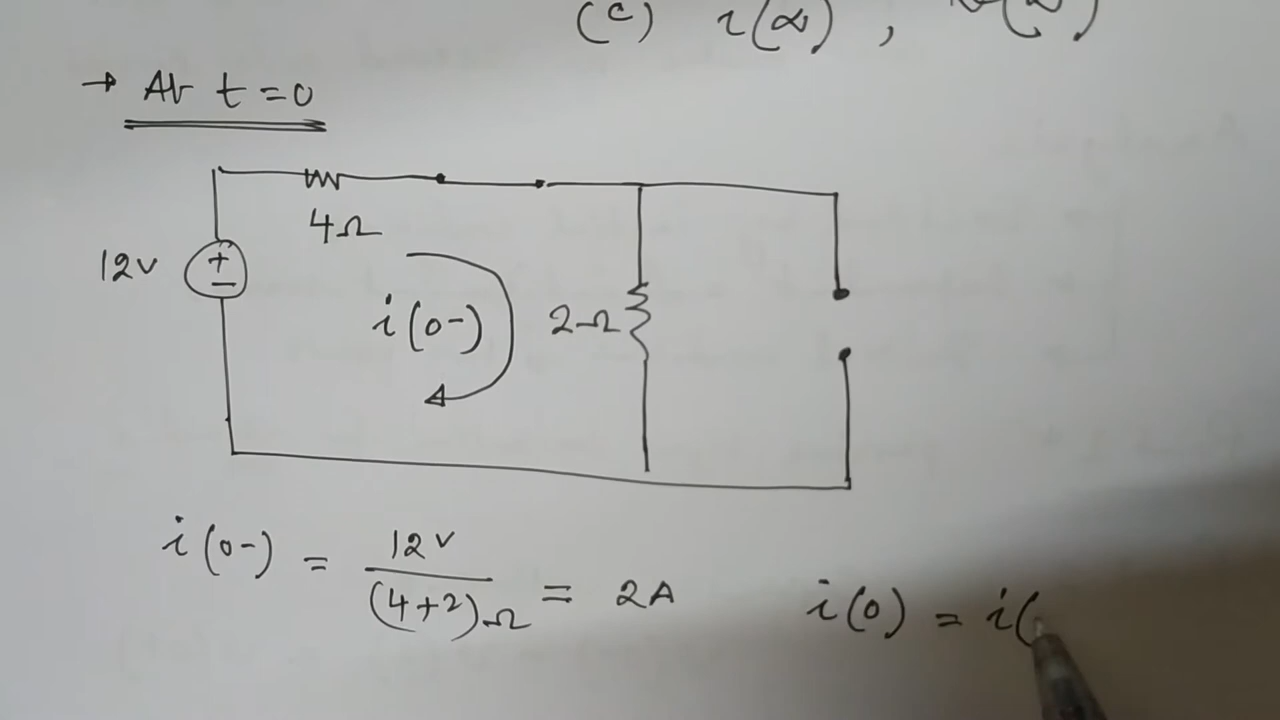 (c) i(∝) ,
→ At t=0
4Ω
12v
+
−
i(0-)
2Ω
i(0-) = 12v / (4+2)Ω = 2A
i(0) = i(